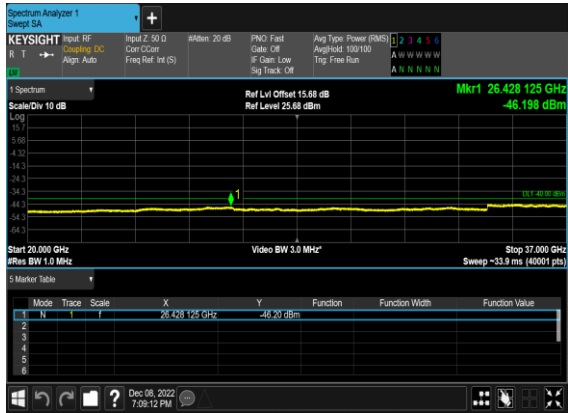 Spectrum Analyzer 1
Swept SA
+
KEYSIGHT Input: RF Input Z: 50 Ω #Atten: 20 dB PNO: Fast Avg Type: Power (RMS) 1 2 3 4 5 6
R T Coupling: DC Corr CCorr Gate: Off Avg|Hold: 100/100 A W W W W W
Align: Auto Freq Ref: Int (S) IF Gain: Low Trig: Free Run
LXI Sig Track: Off A N N N N N
1 Spectrum
Scale/Div 10 dB Ref Lvl Offset 15.68 dB Mkr1 26.428 125 GHz
Ref Level 25.68 dBm -46.198 dBm
Log
15.7
5.68
-4.32
-14.3
-24.3
-34.3
-44.3
-54.3
-64.3
1
DL1 -40.00 dBm
Start 20.000 GHz Video BW 3.0 MHz* Stop 37.000 GHz
#Res BW 1.0 MHz Sweep ~33.9 ms (40001 pts)
5 Marker Table
Mode Trace Scale X Y Function Function Width Function Value
1 N 1 f 26.428 125 GHz -46.20 dBm
2
3
4
5
6
? Dec 08, 2022
7:09:12 PM